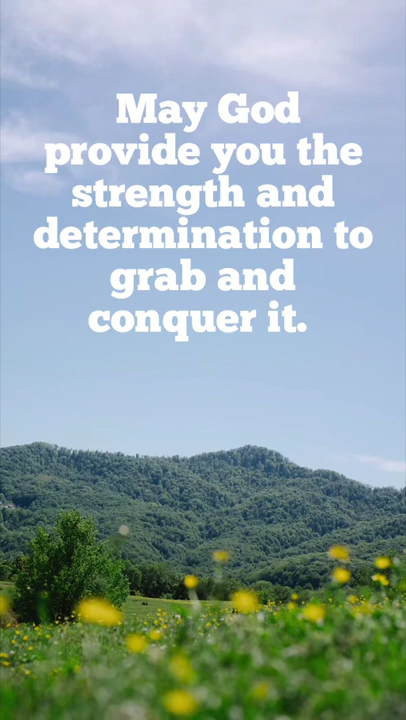 May God
provide you the
strength and
determination to
grab and
conquer it.